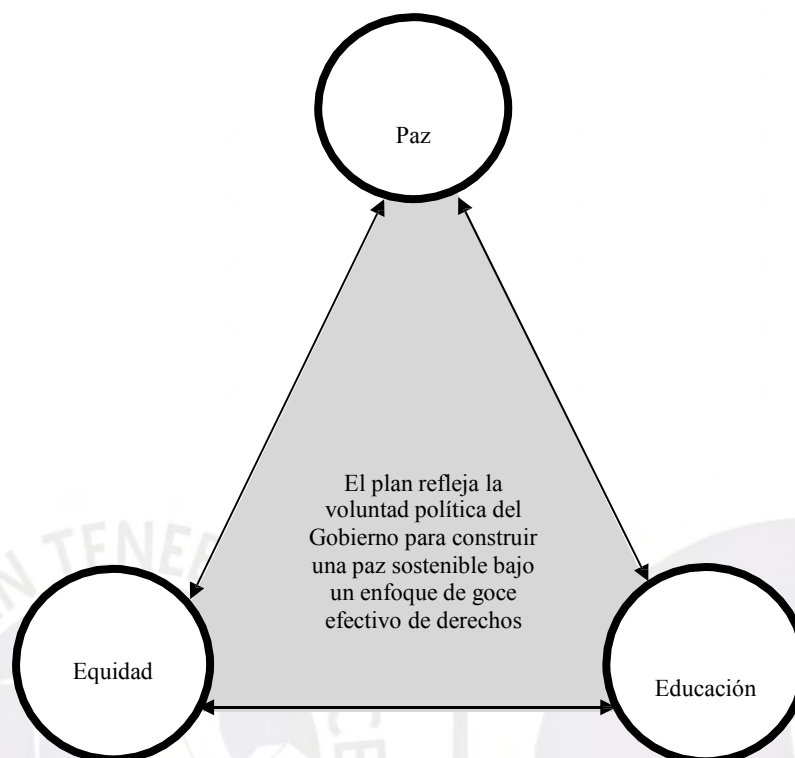 Paz
El plan refleja la
voluntad política del
Gobierno para construir
una paz sostenible bajo
un enfoque de goce
efectivo de derechos
Equidad
Educación